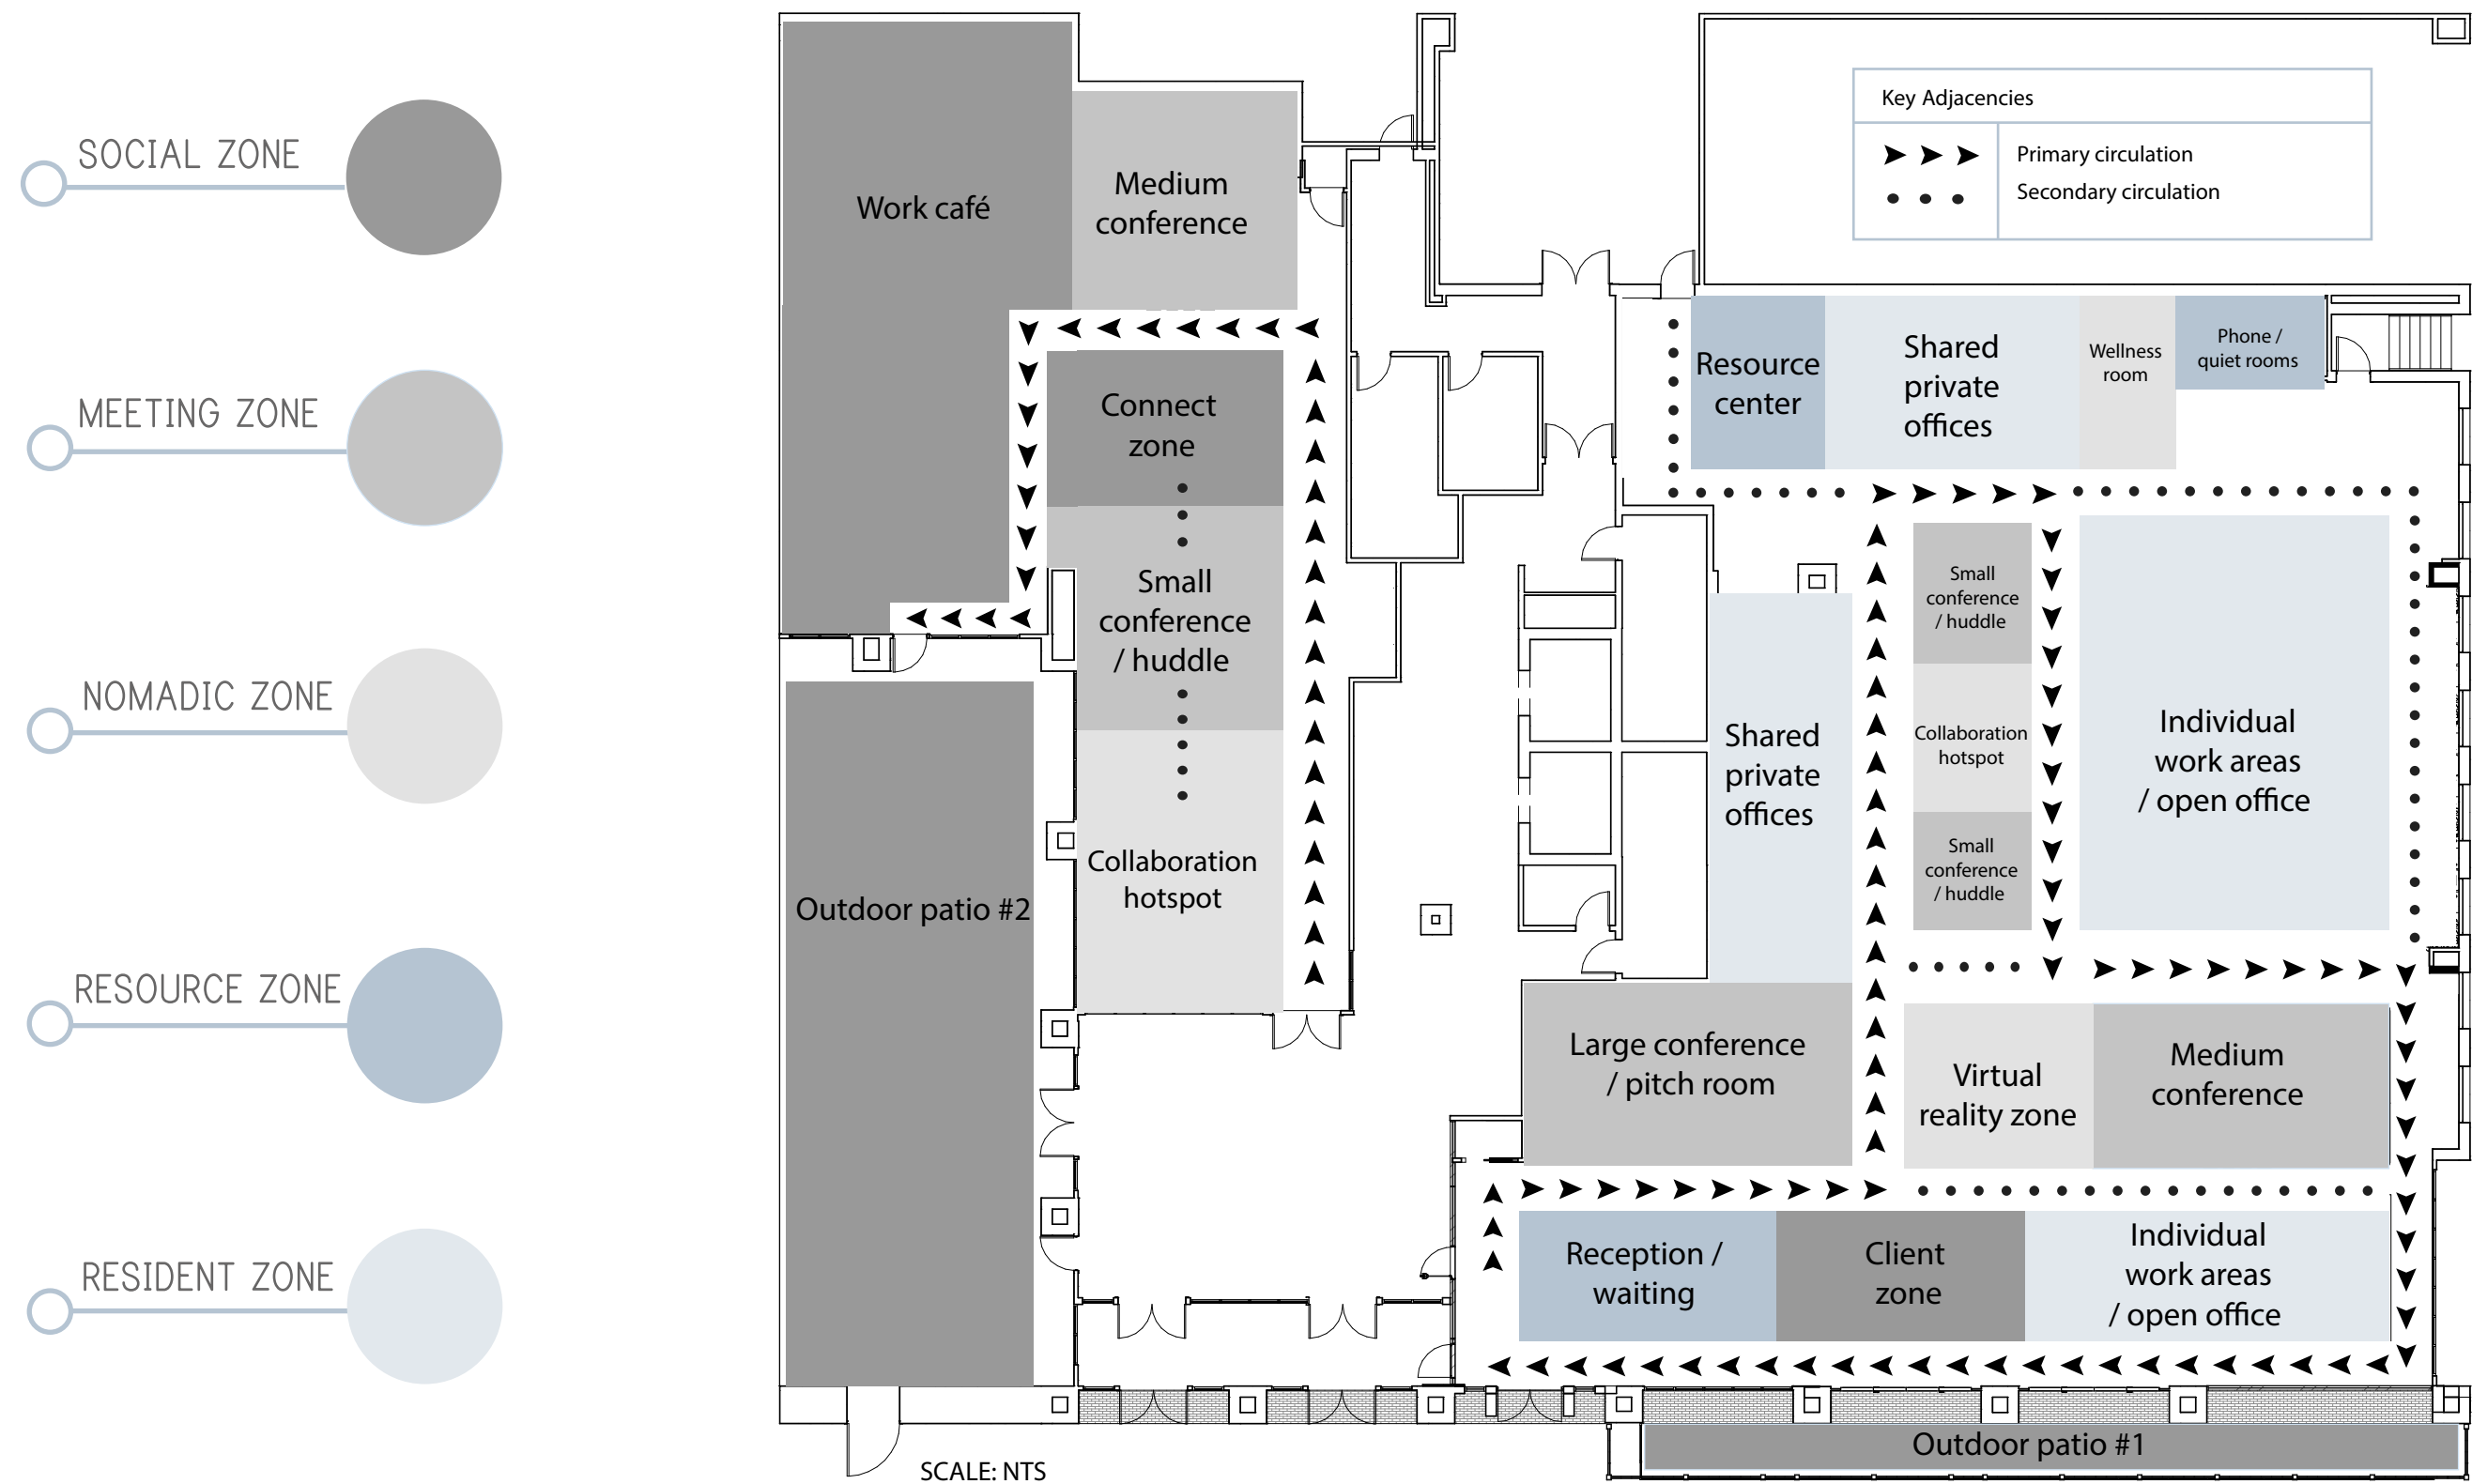 SOCIAL ZONE
MEETING ZONE
NOMADIC ZONE
RESOURCE ZONE
RESIDENT ZONE
Work café
Medium
conference
Connect
zone
Small
conference
/ huddle
Collaboration
hotspot
Outdoor patio #2
Key Adjacencies
Primary circulation
Secondary circulation
Resource
center
Shared
private
offices
Wellness
room
Phone /
quiet rooms
Shared
private
offices
Small
conference
/ huddle
Collaboration
hotspot
Small
conference
/ huddle
Individual
work areas
/ open office
Large conference
/ pitch room
Virtual
reality zone
Medium
conference
Reception /
waiting
Client
zone
Individual
work areas
/ open office
Outdoor patio #1
SCALE: NTS